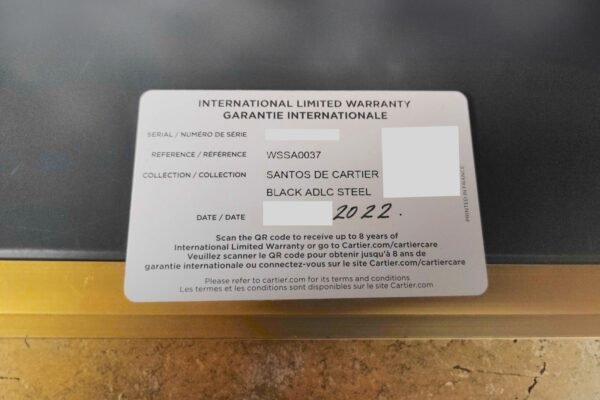 INTERNATIONAL LIMITED WARRANTY
GARANTIE INTERNATIONALE
SERIAL / NUMÉRO DE SÉRIE
REFERENCE / RÉFÉRENCE WSSA0037
COLLECTION / COLLECTION SANTOS DE CARTIER
BLACK ADLC STEEL
DATE / DATE 2022.
Scan the QR code to receive up to 8 years of
International Limited Warranty or go to Cartier.com/cartiercare
Veuillez scanner le QR code pour obtenir jusqu'à 8 ans de
garantie internationale ou connectez-vous sur le site Cartier.com/cartiercare
Please refer to cartier.com for its terms and conditions
Les termes et les conditions sont disponibles sur le site Cartier.com
PRINTED IN FRANCE